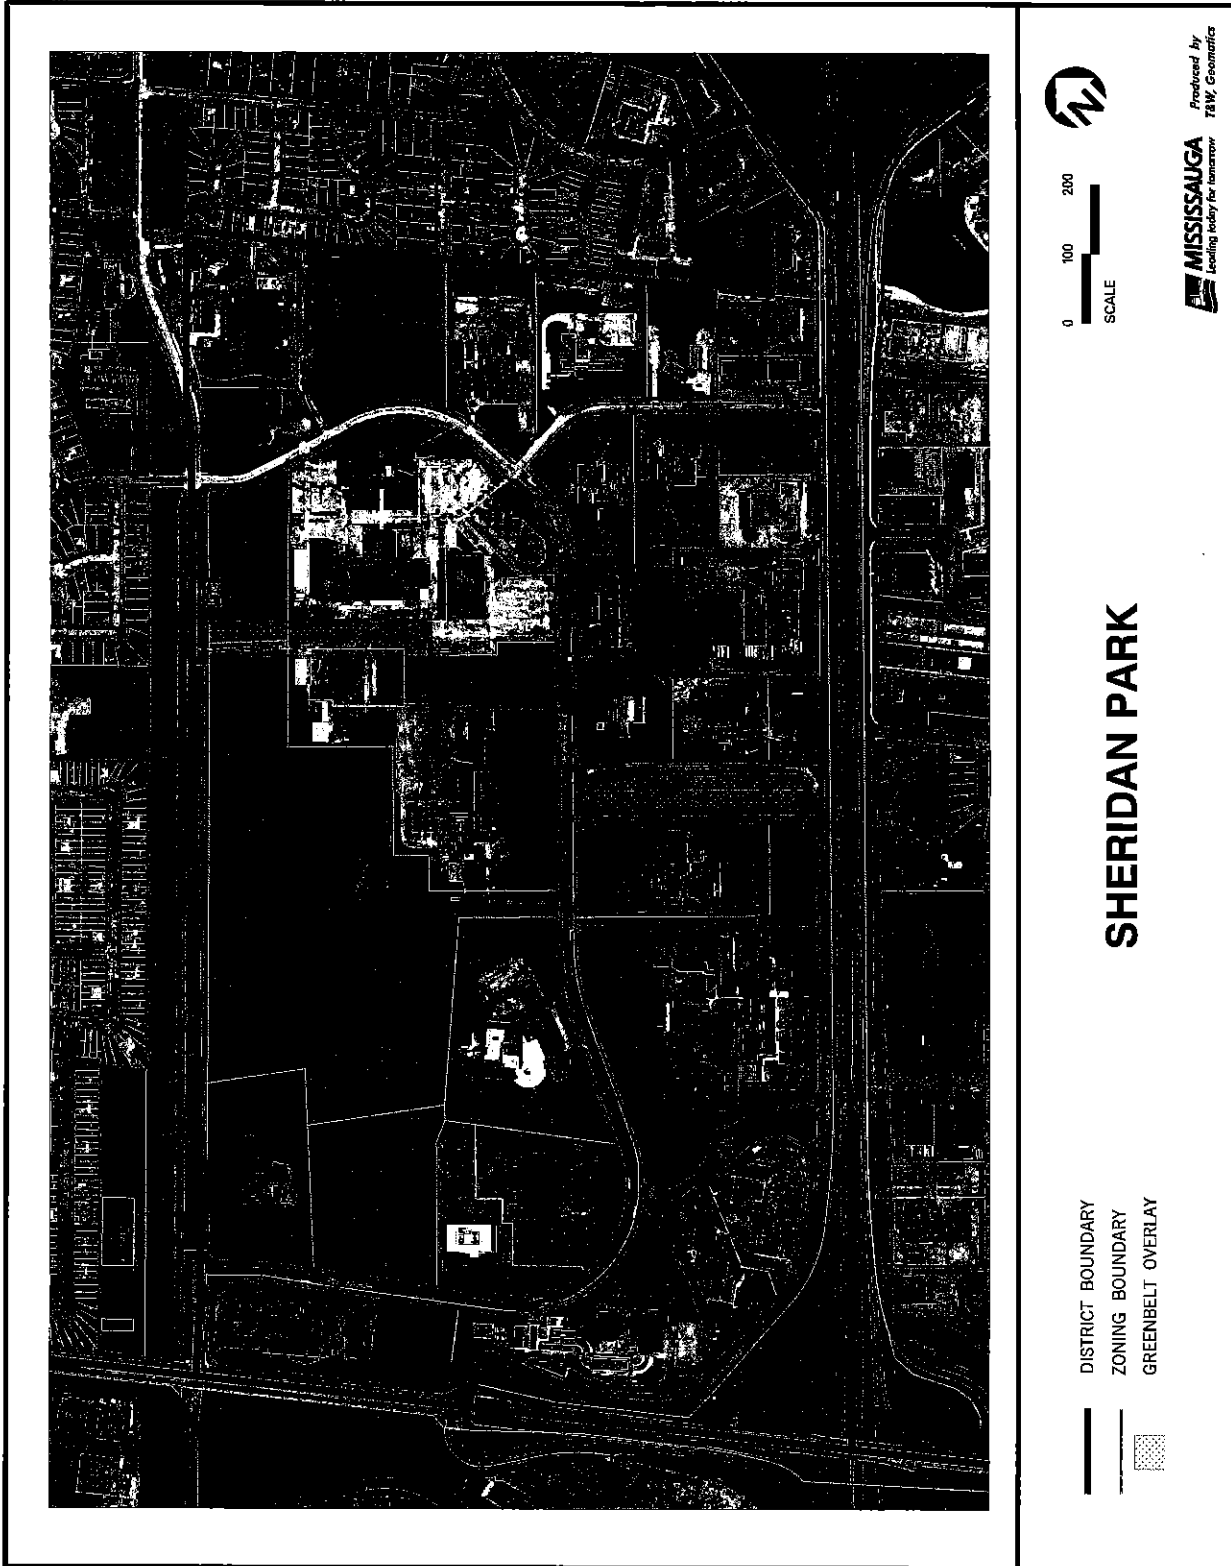 SHERIDAN PARK
DISTRICT BOUNDARY
ZONING BOUNDARY
GREENBELT OVERLAY
0 100 200
SCALE
MISSISSAUGA
Leading today for tomorrow
Produced by
T&W, Geomatics